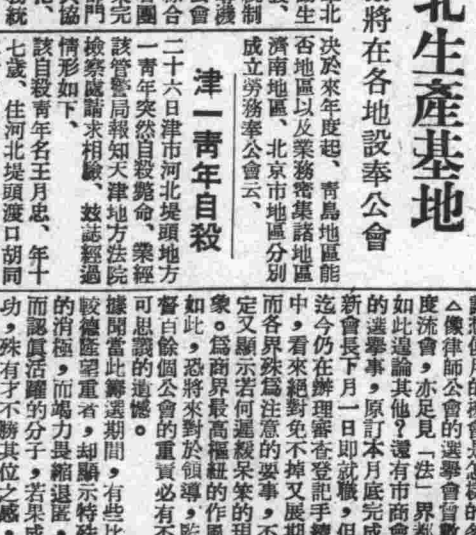 北生產基地
將在各地設奉公會
決於來年度起、靑島地區能
否地區以及業務密集諸地區
濟南地區、北京市地區分別
成立勞務奉公會云、
津一靑年自殺
二十六日津市河北堤頭地方
一靑年突然自殺斃命、業經
該管警局報知天津地方法院
檢察處請求相驗、茲誌經過
情形如下、
該自殺靑年名王月忠、年十
七歲、住河北堤頭渡口胡同
△像律師公會的選舉會員數
度流會，亦足見「法」界都
如此遑論其他？還有市商會
的選舉事，原訂本月底完成
新會長下月一日即就職，但
迄今仍在辦理審查登記手續
中，看來絕對免不掉又展期
而各界殊爲注意的要事，不
定又顯示若何遲緩呆笨的現
象。爲商界最高樞紐的作風
如此，恐將來對於領導，監
督百餘個公會的重責必有不
可思議的遺憾。
據聞當此籌選期間，有些比
較德隆望重者，却顯示特殊
的消極，而竭力畏縮退匿，
而認眞活躍的分子，若果成
功，殊有才不勝其位之感，